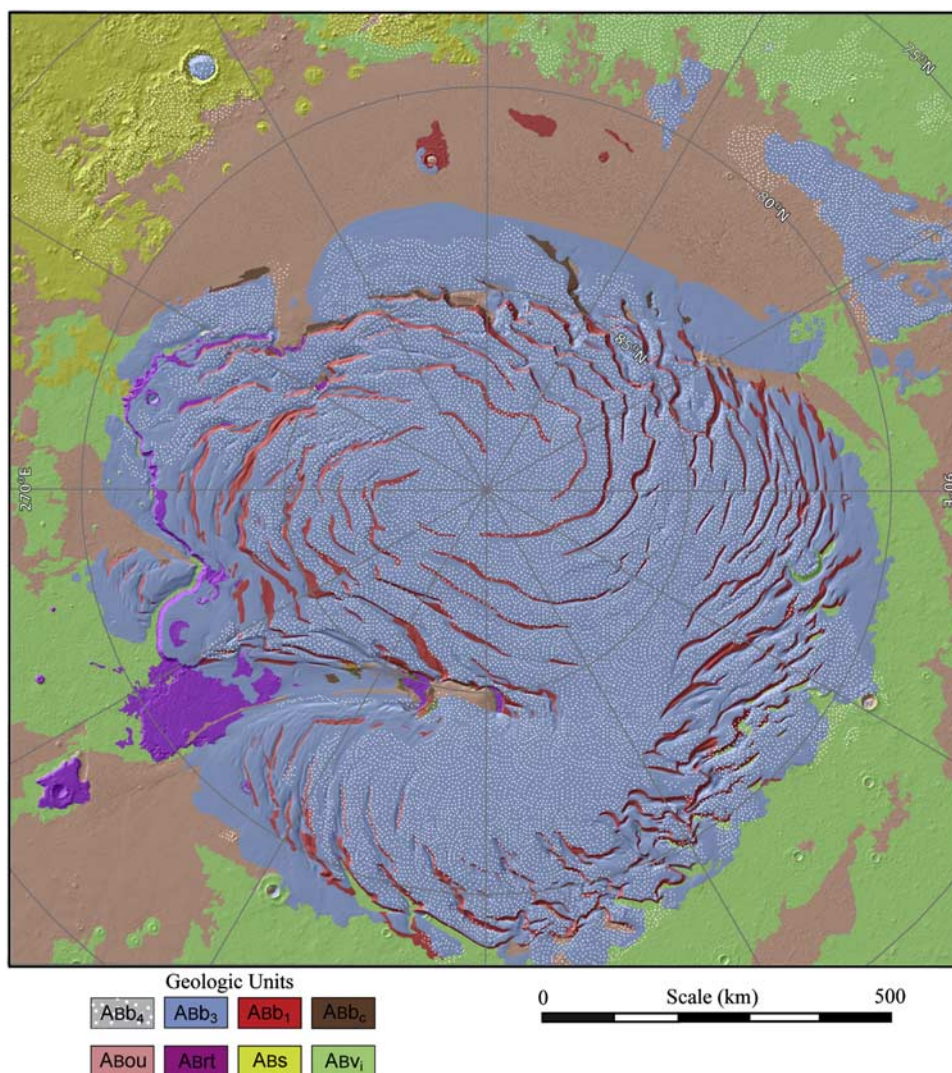 75°N
80°N
85°N
270°E
90°E
Geologic Units
ABb4
ABb3
ABb1
ABbc
ABou
ABrt
ABs
ABvi
0
Scale (km)
500